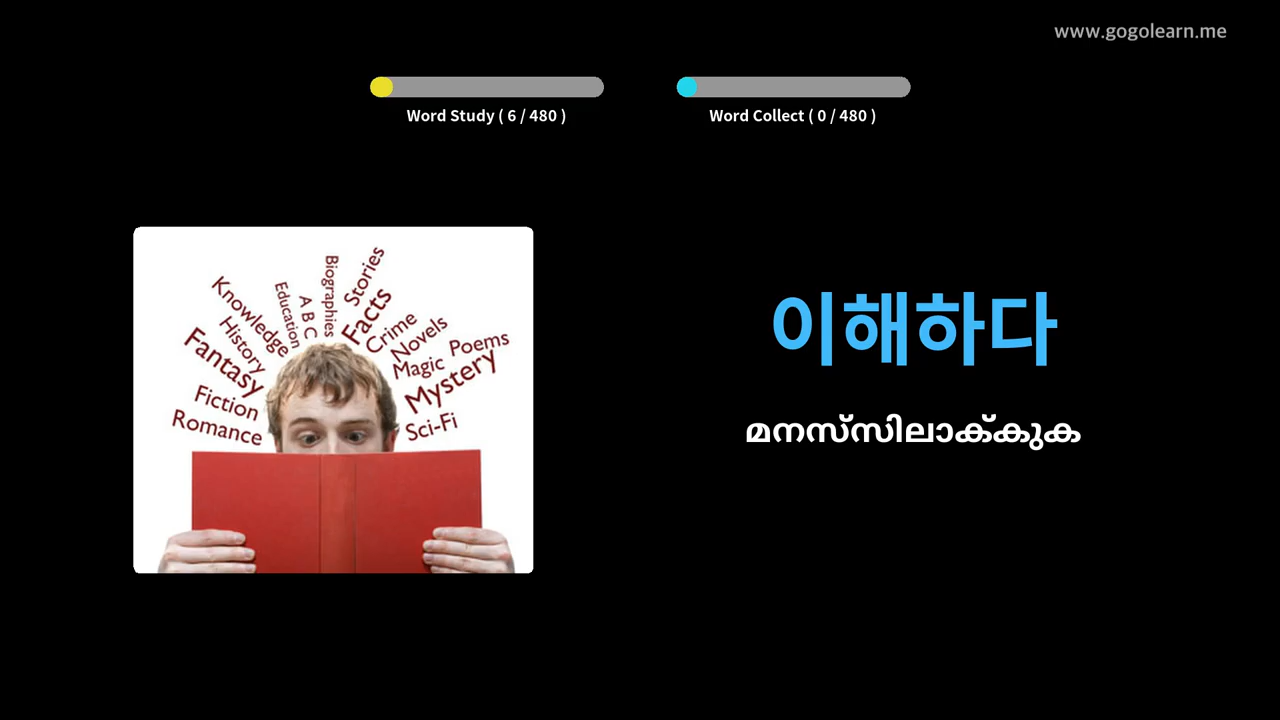 www.gogolearn.me
Word Study ( 6 / 480 )
Word Collect ( 0 / 480 )
Knowledge
History
Fantasy
Fiction
Romance
Education
A B C
Biographies
Stories
Facts
Crime
Novels
Magic
Poems
Mystery
Sci-Fi
이해하다
മനസ്സിലാക്കുക